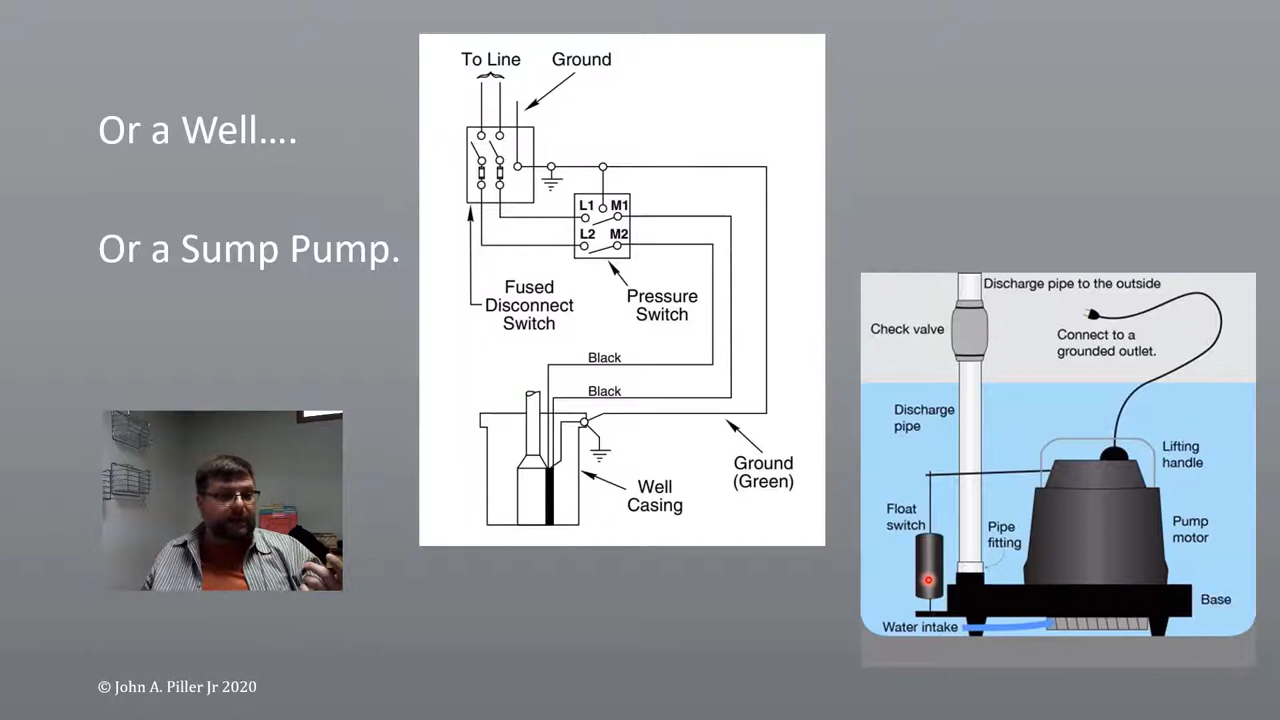 Or a Well....
Or a Sump Pump.
To Line
Ground
L1 M1
L2 M2
Fused
Disconnect
Switch
Pressure
Switch
Black
Black
Ground
(Green)
Well
Casing
Discharge pipe to the outside
Check valve
Connect to a
grounded outlet.
Discharge
pipe
Lifting
handle
Float
switch
Pipe
fitting
Pump
motor
Base
Water intake
© John A. Piller Jr 2020